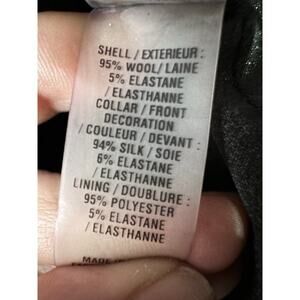 SHELL / EXTERIEUR :
95% WOOL / LAINE
5% ELASTANE
/ ELASTHANNE
COLLAR / FRONT
DECORATION
/ COULEUR / DEVANT :
94% SILK / SOIE
6% ELASTANE
/ ELASTHANNE
LINING / DOUBLURE :
95% POLYESTER
5% ELASTANE
/ ELASTHANNE
MADE